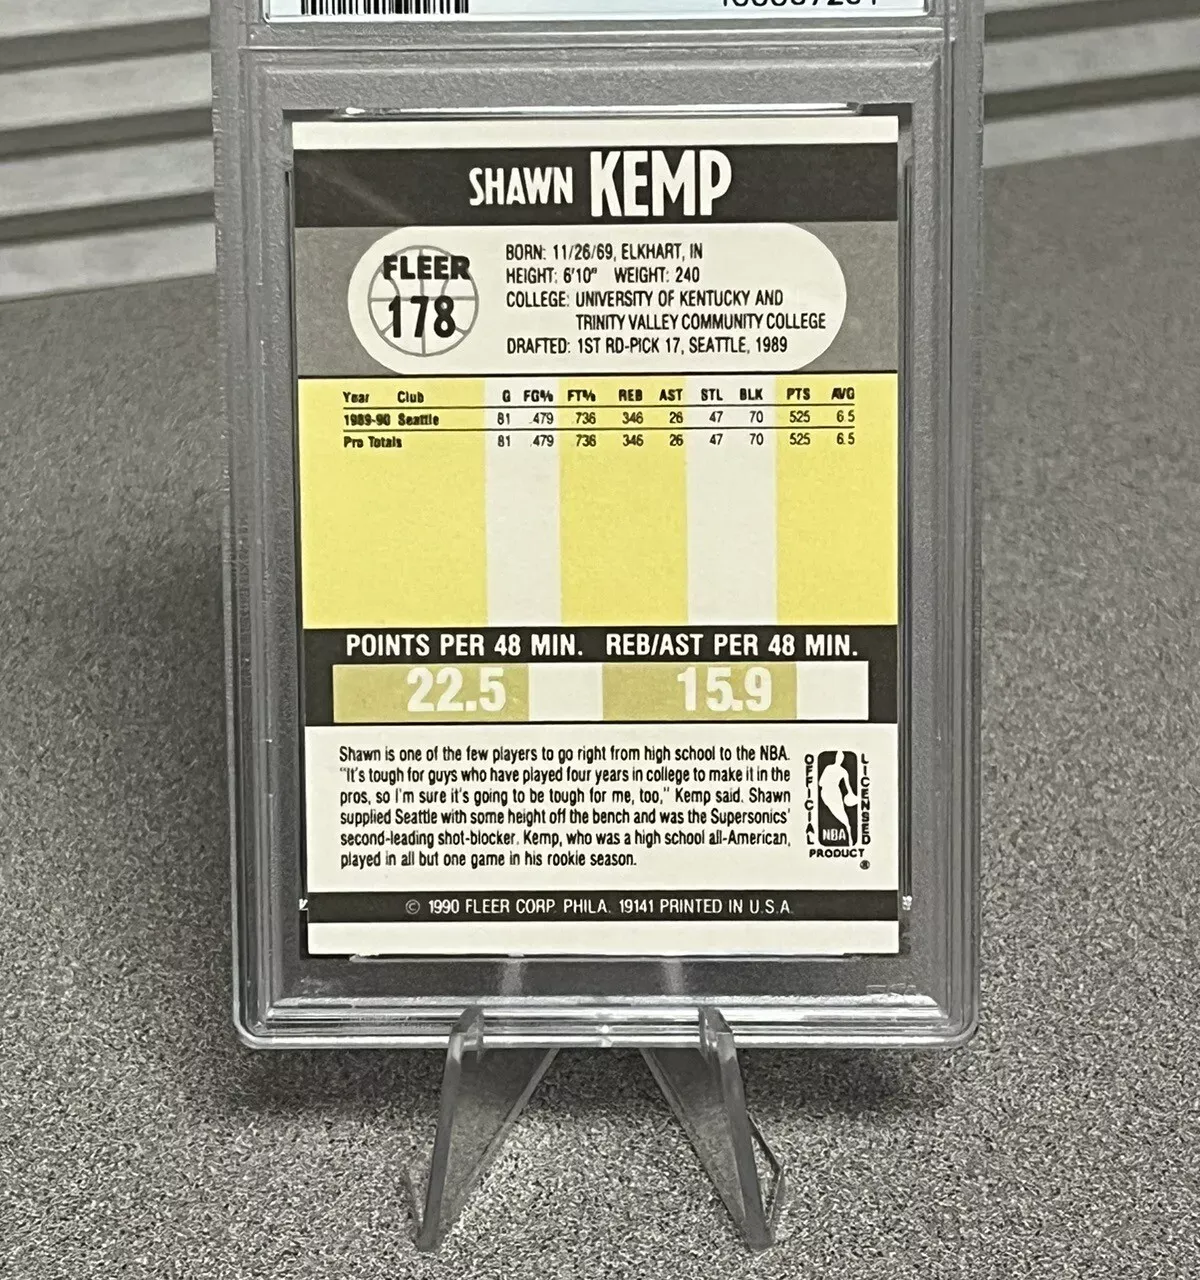 SHAWN KEMP
FLEER
178
BORN: 11/26/69, ELKHART, IN
HEIGHT: 6'10" WEIGHT: 240
COLLEGE: UNIVERSITY OF KENTUCKY AND
TRINITY VALLEY COMMUNITY COLLEGE
DRAFTED: 1ST RD-PICK 17, SEATTLE, 1989
Year Club G FG% FT% REB AST STL BLK PTS AVG
1989-90 Seattle 81 .479 .736 346 26 47 70 525 6.5
Pro Totals 81 .479 .736 346 26 47 70 525 6.5
POINTS PER 48 MIN. REB/AST PER 48 MIN.
22.5 15.9
Shawn is one of the few players to go right from high school to the NBA.
"It's tough for guys who have played four years in college to make it in the
pros, so I'm sure it's going to be tough for me, too," Kemp said. Shawn
supplied Seattle with some height off the bench and was the Supersonics'
second-leading shot-blocker. Kemp, who was a high school all-American,
played in all but one game in his rookie season.
OFFICIAL
LICENSED
NBA
PRODUCT
®
© 1990 FLEER CORP. PHILA. 19141 PRINTED IN U.S.A.